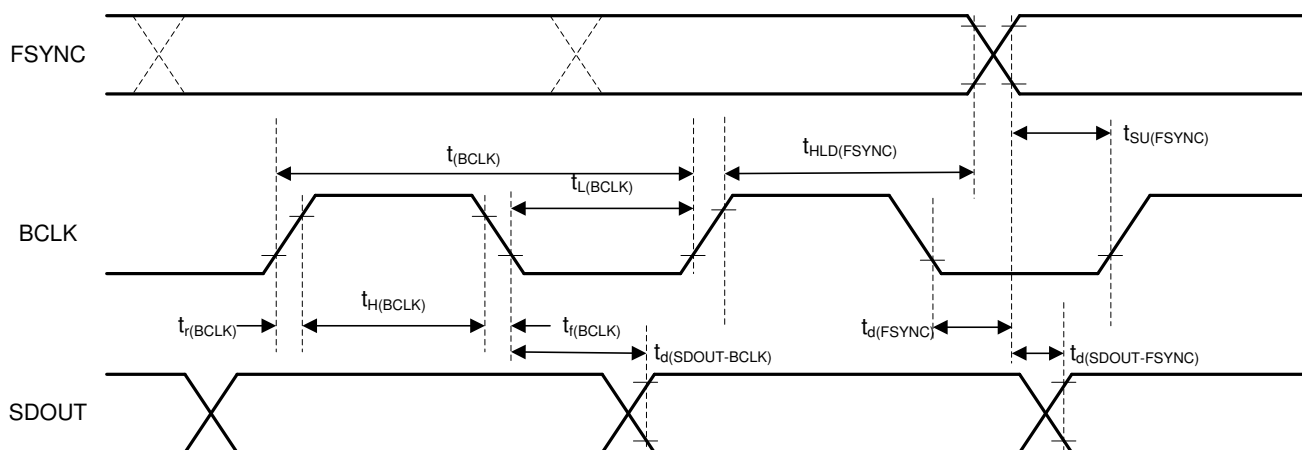 FSYNC
t(BCLK)
tHLD(FSYNC)
tSU(FSYNC)
tL(BCLK)
BCLK
tr(BCLK)
tH(BCLK)
tf(BCLK)
td(FSYNC)
td(SDOUT-BCLK)
td(SDOUT-FSYNC)
SDOUT